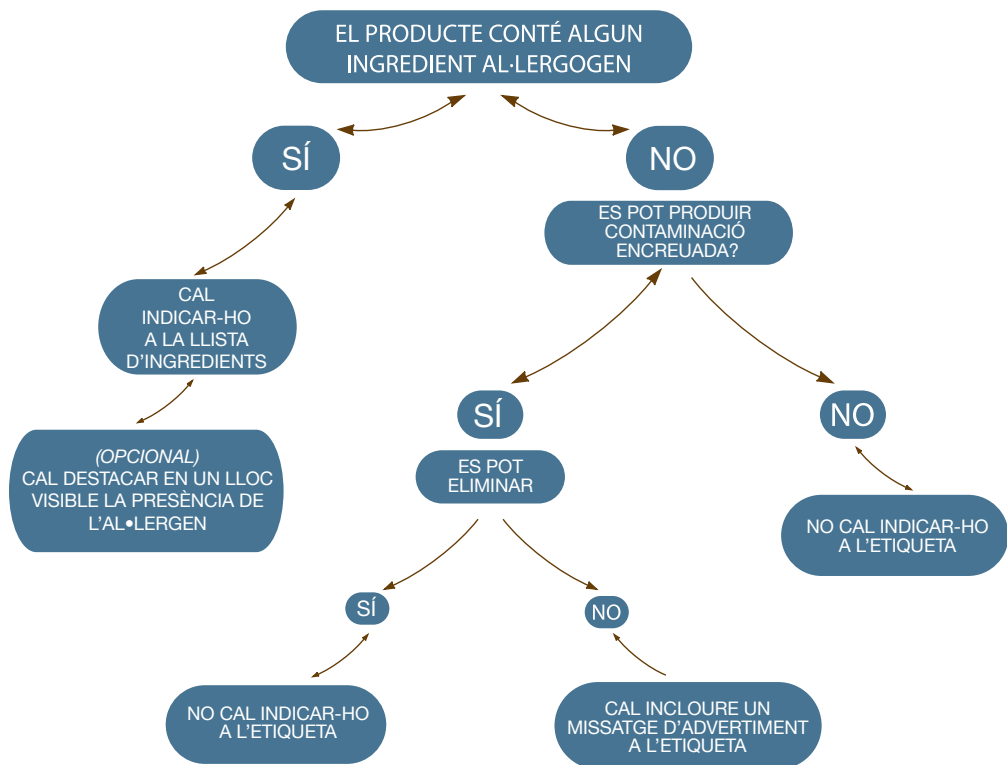 EL PRODUCTE CONTÉ ALGUN
INGREDIENT AL·LERGOGEN
SÍ
NO
ES POT PRODUIR
CONTAMINACIÓ
ENCREUADA?
CAL
INDICAR-HO
A LA LLISTA
D’INGREDIENTS
SÍ
NO
(OPCIONAL)
CAL DESTACAR EN UN LLOC
VISIBLE LA PRESÈNCIA DE
L’AL•LERGEN
ES POT
ELIMINAR
NO CAL INDICAR-HO
A L’ETIQUETA
SÍ
NO
NO CAL INDICAR-HO
A L’ETIQUETA
CAL INCLOURE UN
MISSATGE D’ADVERTIMENT
A L’ETIQUETA